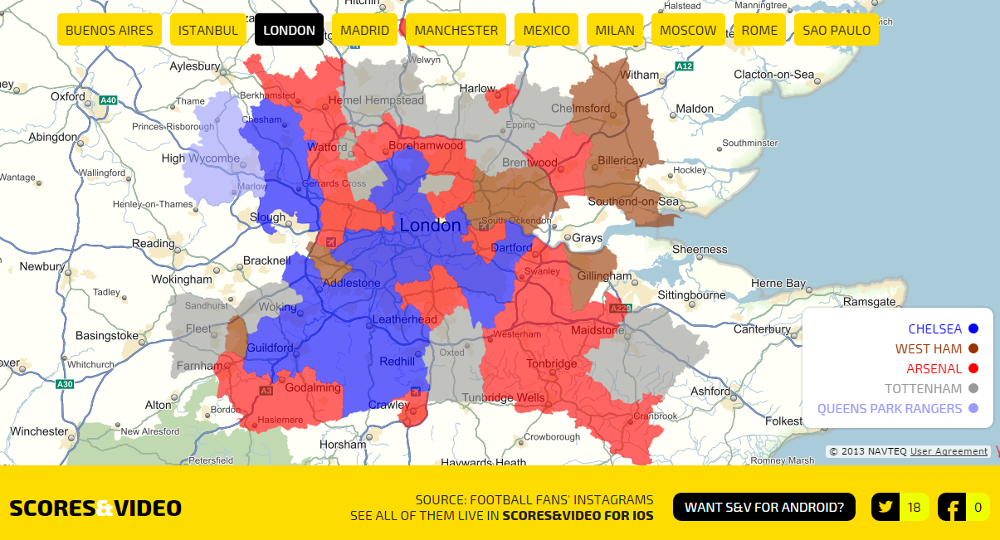 Hitchin
Halstead
Manningtree
BUENOS AIRES
ISTANBUL
LONDON
MADRID
MANCHESTER
MEXICO
MILAN
MOSCOW
ROME
SAO PAULO
Welwyn
Aylesbury
Witham
A12
Clacton-on-Sea
Harlow
Oxford
A40
Thame
Berkhamsted
Hemel Hempstead
Chelmsford
Maldon
Princes-Risborough
Chesham
Epping
Abingdon
Watford
Borehamwood
Southminster
High Wycombe
Brentwood
Billericay
Wantage
Wallingford
Hockley
Marlow
Gerrards Cross
Henley-on-Thames
Southend-on-Sea
Slough
London
South Ockendon
Reading
Dartford
Grays
Sheerness
Newbury
Bracknell
Swanley
Gillingham
Wokingham
Addlestone
Herne Bay
Tadley
Sittingbourne
Ramsgate
Sandhurst
Woking
A229
Leatherhead
Fleet
Basingstoke
Westerham
Maidstone
Canterbury
CHELSEA
WEST HAM
ARSENAL
TOTTENHAM
QUEENS PARK RANGERS
Guildford
Oxted
Whitchurch
Farnham
Redhill
Tonbridge
A30
A3
Godalming
Ashford
Alton
Crawley
Tunbridge Wells
Bordon
Haslemere
Cranbrook
Folkest
Winchester
New Alresford
Horsham
Crowborough
Petersfield
Haywards Heath
Romney Marsh
© 2013 NAVTEQ User Agreement
SCORES&VIDEO
SOURCE: FOOTBALL FANS' INSTAGRAMS
SEE ALL OF THEM LIVE IN SCORES&VIDEO FOR IOS
WANT S&V FOR ANDROID?
18
0